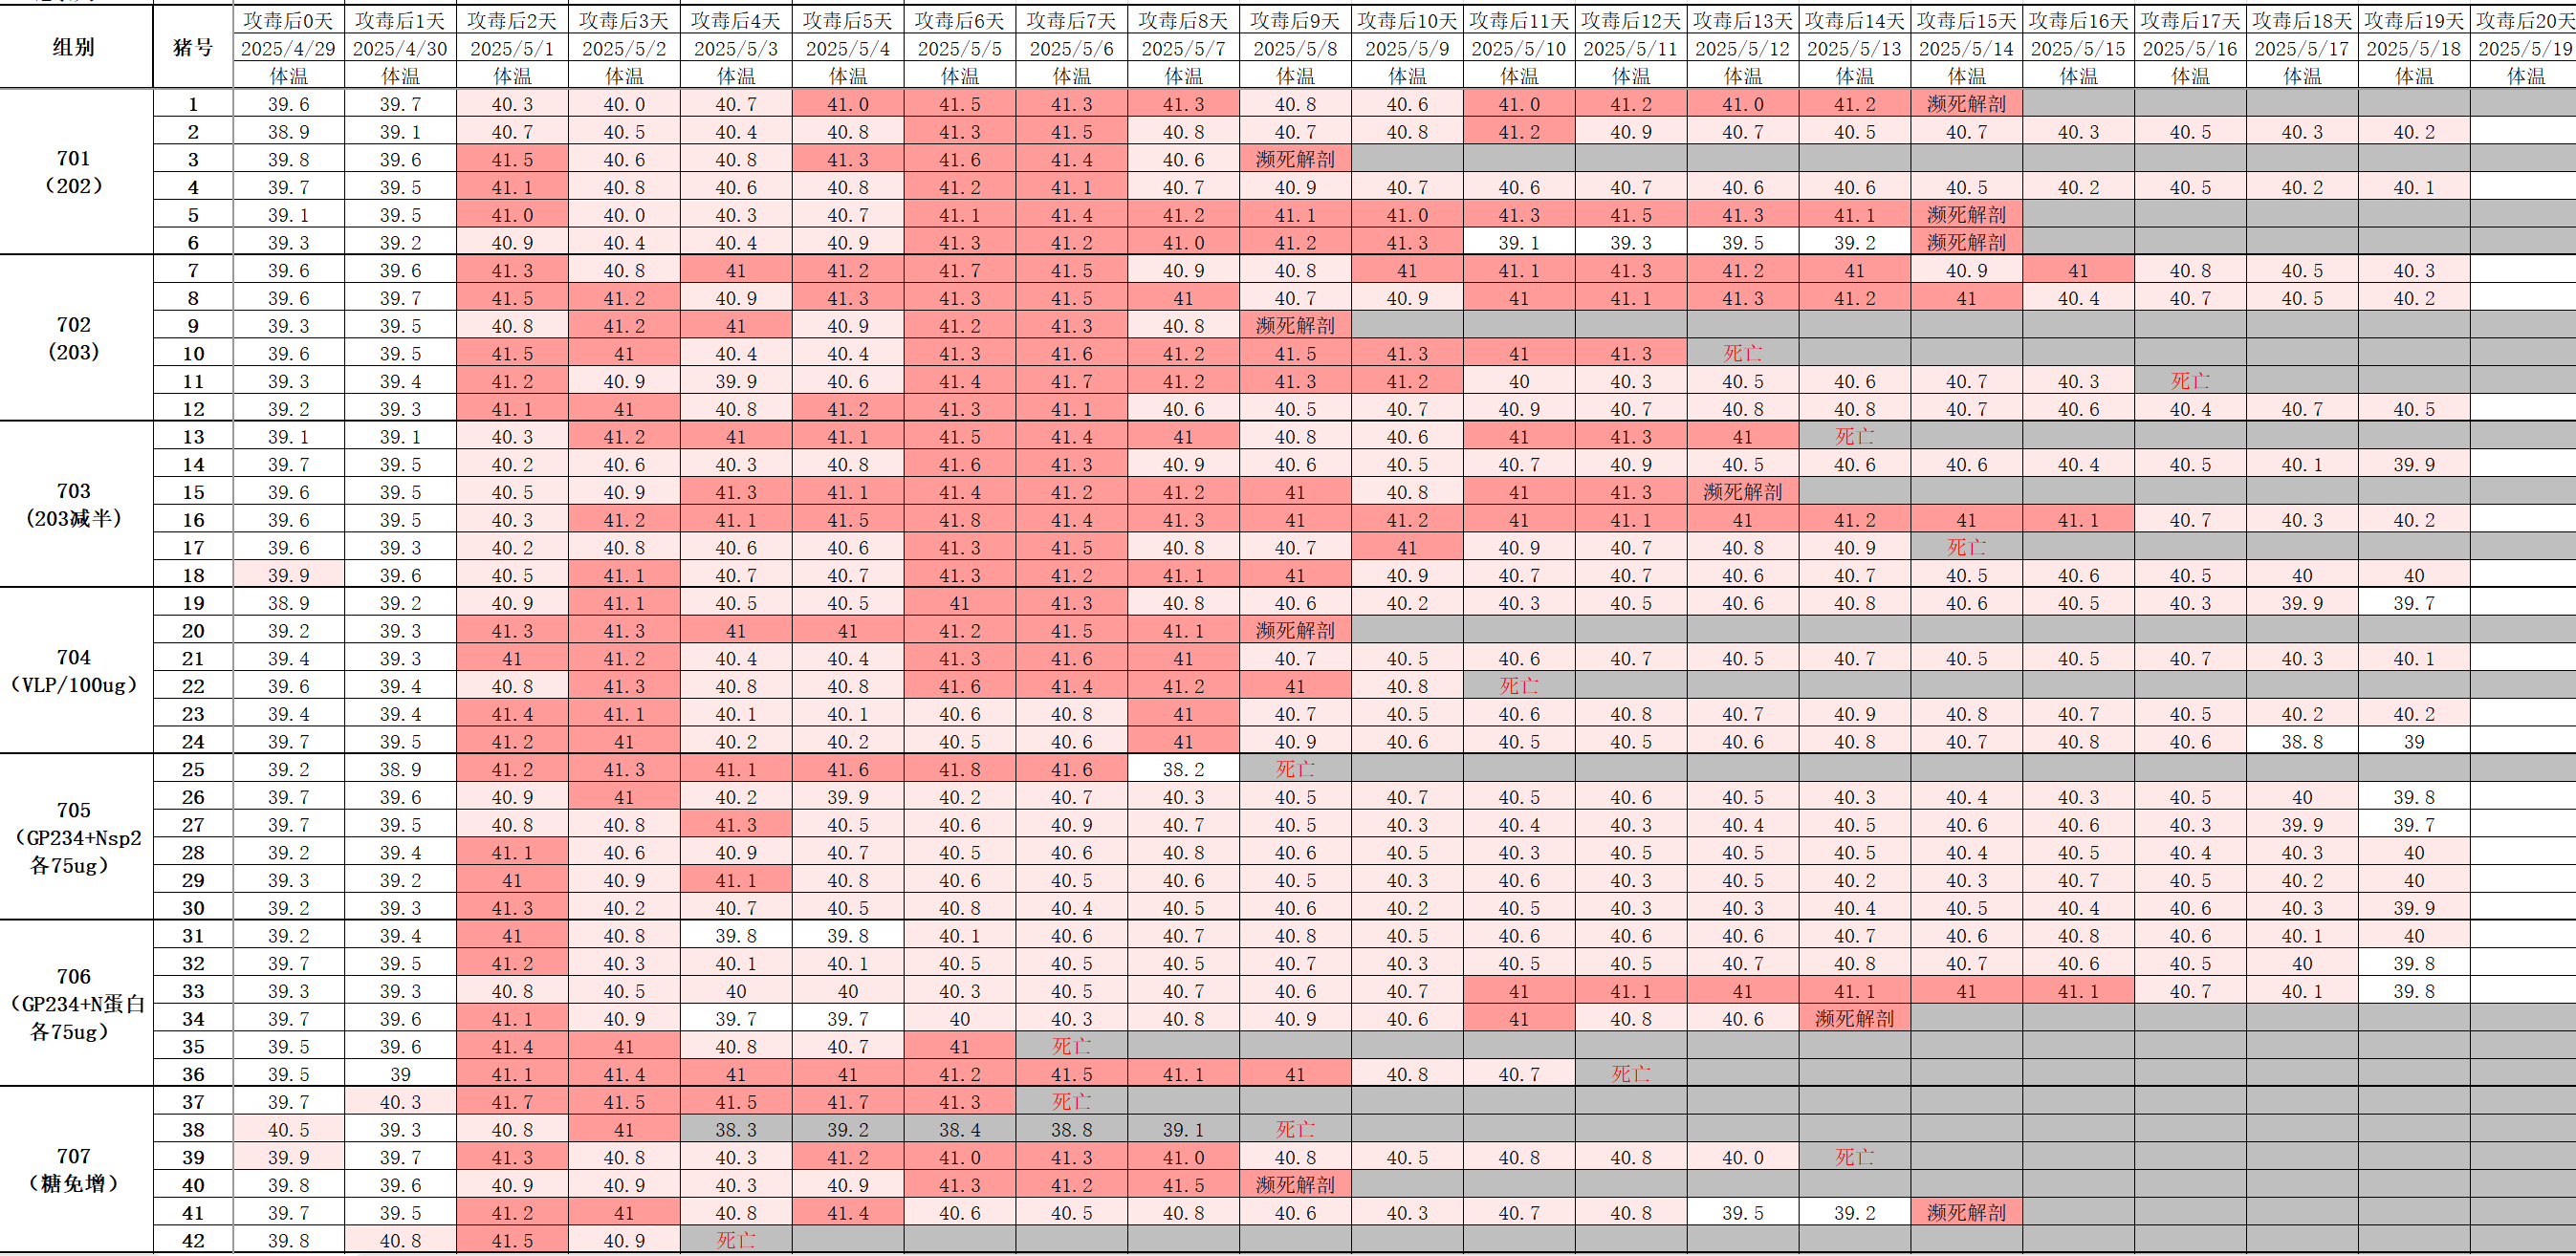 组别 猪号 攻毒后0天 攻毒后1天 攻毒后2天 攻毒后3天 攻毒后4天 攻毒后5天 攻毒后6天 攻毒后7天 攻毒后8天 攻毒后9天 攻毒后10天 攻毒后11天 攻毒后12天 攻毒后13天 攻毒后14天 攻毒后15天 攻毒后16天 攻毒后17天 攻毒后18天 攻毒后19天 攻毒后20天
2025/4/29 2025/4/30 2025/5/1 2025/5/2 2025/5/3 2025/5/4 2025/5/5 2025/5/6 2025/5/7 2025/5/8 2025/5/9 2025/5/10 2025/5/11 2025/5/12 2025/5/13 2025/5/14 2025/5/15 2025/5/16 2025/5/17 2025/5/18 2025/5/19
体温 体温 体温 体温 体温 体温 体温 体温 体温 体温 体温 体温 体温 体温 体温 体温 体温 体温 体温 体温 体温
701
（202）
1 39.6 39.7 40.3 40.0 40.7 41.0 41.5 41.3 41.3 40.8 40.6 41.0 41.2 41.0 41.2 濒死解剖
2 38.9 39.1 40.7 40.5 40.4 40.8 41.3 41.5 40.8 40.7 40.8 41.2 40.9 40.7 40.5 40.7 40.3 40.5 40.3 40.2
3 39.8 39.6 41.5 40.6 40.8 41.3 41.6 41.4 40.6 濒死解剖
4 39.7 39.5 41.1 40.8 40.6 40.8 41.2 41.1 40.7 40.9 40.7 40.6 40.7 40.6 40.6 40.5 40.2 40.5 40.2 40.1
5 39.1 39.5 41.0 40.0 40.3 40.7 41.1 41.4 41.2 41.1 41.0 41.3 41.5 41.3 41.1 濒死解剖
6 39.3 39.2 40.9 40.4 40.4 40.9 41.3 41.2 41.0 41.2 41.3 39.1 39.3 39.5 39.2 濒死解剖
702
(203)
7 39.6 39.6 41.3 40.8 41 41.2 41.7 41.5 40.9 40.8 41 41.1 41.3 41.2 41 40.9 41 40.8 40.5 40.3
8 39.6 39.7 41.5 41.2 40.9 41.3 41.3 41.5 41 40.7 40.9 41 41.1 41.3 41.2 41 40.4 40.7 40.5 40.2
9 39.3 39.5 40.8 41.2 41 40.9 41.2 41.3 40.8 濒死解剖
10 39.6 39.5 41.5 41 40.4 40.4 41.3 41.6 41.2 41.5 41.3 41 41.3 死亡
11 39.3 39.4 41.2 40.9 39.9 40.6 41.4 41.7 41.2 41.3 41.2 40 40.3 40.5 40.6 40.7 40.3 死亡
12 39.2 39.3 41.1 41 40.8 41.2 41.3 41.1 40.6 40.5 40.7 40.9 40.7 40.8 40.8 40.7 40.6 40.4 40.7 40.5
703
(203减半)
13 39.1 39.1 40.3 41.2 41 41.1 41.5 41.4 41 40.8 40.6 41 41.3 41 死亡
14 39.7 39.5 40.2 40.6 40.3 40.8 41.6 41.3 40.9 40.6 40.5 40.7 40.9 40.5 40.6 40.6 40.4 40.5 40.1 39.9
15 39.6 39.5 40.5 40.9 41.3 41.1 41.4 41.2 41.2 41 40.8 41 41.3 濒死解剖
16 39.6 39.5 40.3 41.2 41.1 41.5 41.8 41.4 41.3 41 41.2 41 41.1 41 41.2 41 41.1 40.7 40.3 40.2
17 39.6 39.3 40.2 40.8 40.6 40.6 41.3 41.5 40.8 40.7 41 40.9 40.7 40.8 40.9 死亡
18 39.9 39.6 40.5 41.1 40.7 40.7 41.3 41.2 41.1 41 40.9 40.7 40.7 40.6 40.7 40.5 40.6 40.5 40 40
704
（VLP/100ug）
19 38.9 39.2 40.9 41.1 40.5 40.5 41 41.3 40.8 40.6 40.2 40.3 40.5 40.6 40.8 40.6 40.5 40.3 39.9 39.7
20 39.2 39.3 41.3 41.3 41 41 41.2 41.5 41.1 濒死解剖
21 39.4 39.3 41 41.2 40.4 40.4 41.3 41.6 41 40.7 40.5 40.6 40.7 40.5 40.7 40.5 40.5 40.7 40.3 40.1
22 39.6 39.4 40.8 41.3 40.8 40.8 41.6 41.4 41.2 41 40.8 死亡
23 39.4 39.4 41.4 41.1 40.1 40.1 40.6 40.8 41 40.7 40.5 40.6 40.8 40.7 40.9 40.8 40.7 40.5 40.2 40.2
24 39.7 39.5 41.2 41 40.2 40.2 40.5 40.6 41 40.9 40.6 40.5 40.5 40.6 40.8 40.7 40.8 40.6 38.8 39
705
（GP234+Nsp2
各75ug）
25 39.2 38.9 41.2 41.3 41.1 41.6 41.8 41.6 38.2 死亡
26 39.7 39.6 40.9 41 40.2 39.9 40.2 40.7 40.3 40.5 40.7 40.5 40.6 40.5 40.3 40.4 40.3 40.5 40 39.8
27 39.7 39.5 40.8 40.8 41.3 40.5 40.6 40.9 40.7 40.5 40.3 40.4 40.3 40.4 40.5 40.6 40.6 40.3 39.9 39.7
28 39.2 39.4 41.1 40.6 40.9 40.7 40.5 40.6 40.8 40.6 40.5 40.3 40.5 40.5 40.5 40.4 40.5 40.4 40.3 40
29 39.3 39.2 41 40.9 41.1 40.8 40.6 40.5 40.6 40.5 40.3 40.6 40.3 40.5 40.2 40.3 40.7 40.5 40.2 40
30 39.2 39.3 41.3 40.2 40.7 40.5 40.8 40.4 40.5 40.6 40.2 40.5 40.3 40.3 40.4 40.5 40.4 40.6 40.3 39.9
706
（GP234+N蛋白
各75ug）
31 39.2 39.4 41 40.8 39.8 39.8 40.1 40.6 40.7 40.8 40.5 40.6 40.6 40.6 40.7 40.6 40.8 40.6 40.1 40
32 39.7 39.5 41.2 40.3 40.1 40.1 40.5 40.5 40.5 40.7 40.3 40.5 40.5 40.7 40.8 40.7 40.6 40.5 40 39.8
33 39.3 39.3 40.8 40.5 40 40 40.3 40.5 40.7 40.6 40.7 41 41.1 41 41.1 41 41.1 40.7 40.1 39.8
34 39.7 39.6 41.1 40.9 39.7 39.7 40 40.3 40.8 40.9 40.6 41 40.8 40.6 濒死解剖
35 39.5 39.6 41.4 41 40.8 40.7 41 死亡
36 39.5 39 41.1 41.4 41 41 41.2 41.5 41.1 41 40.8 40.7 死亡
707
（糖免增）
37 39.7 40.3 41.7 41.5 41.5 41.7 41.3 死亡
38 40.5 39.3 40.8 41 38.3 39.2 38.4 38.8 39.1 死亡
39 39.9 39.7 41.3 40.8 40.3 41.2 41.0 41.3 41.0 40.8 40.5 40.8 40.8 40.0 死亡
40 39.8 39.6 40.9 40.9 40.3 40.9 41.3 41.2 41.5 濒死解剖
41 39.7 39.5 41.2 41 40.8 41.4 40.6 40.5 40.8 40.6 40.3 40.7 40.8 39.5 39.2 濒死解剖
42 39.8 40.8 41.5 40.9 死亡